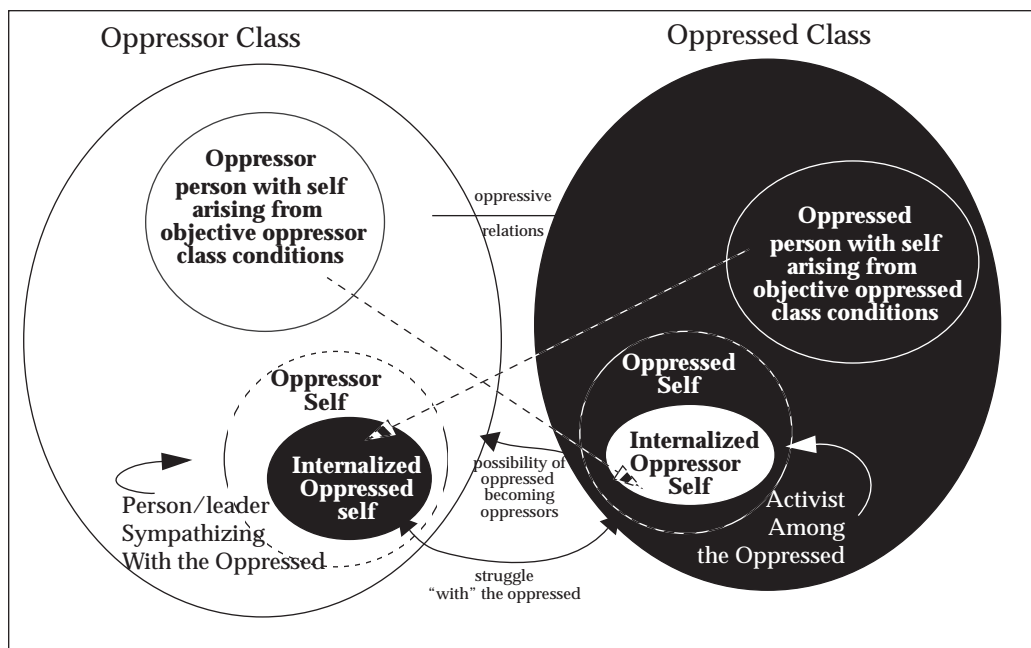 Oppressor Class
Oppressed Class
Oppressor
person with self
arising from
objective oppressor
class conditions
oppressive
relations
Oppressed
person with self
arising from
objective oppressed
class conditions
Oppressor
Self
Internalized
Oppressed
self
Person/leader
Sympathizing
With the Oppressed
possibility of
oppressed
becoming
oppressors
struggle
“with” the oppressed
Oppressed
Self
Internalized
Oppressor
Self
Activist
Among
the Oppressed